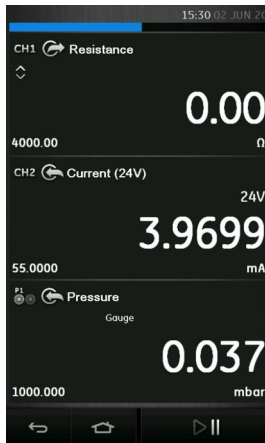 15:30 02 JUN 20
CH1 Resistance
0.00
4000.00 Ω
CH2 Current (24V)
24V
3.9699
55.0000 mA
P1 Pressure
Gauge
0.037
1000.000 mbar